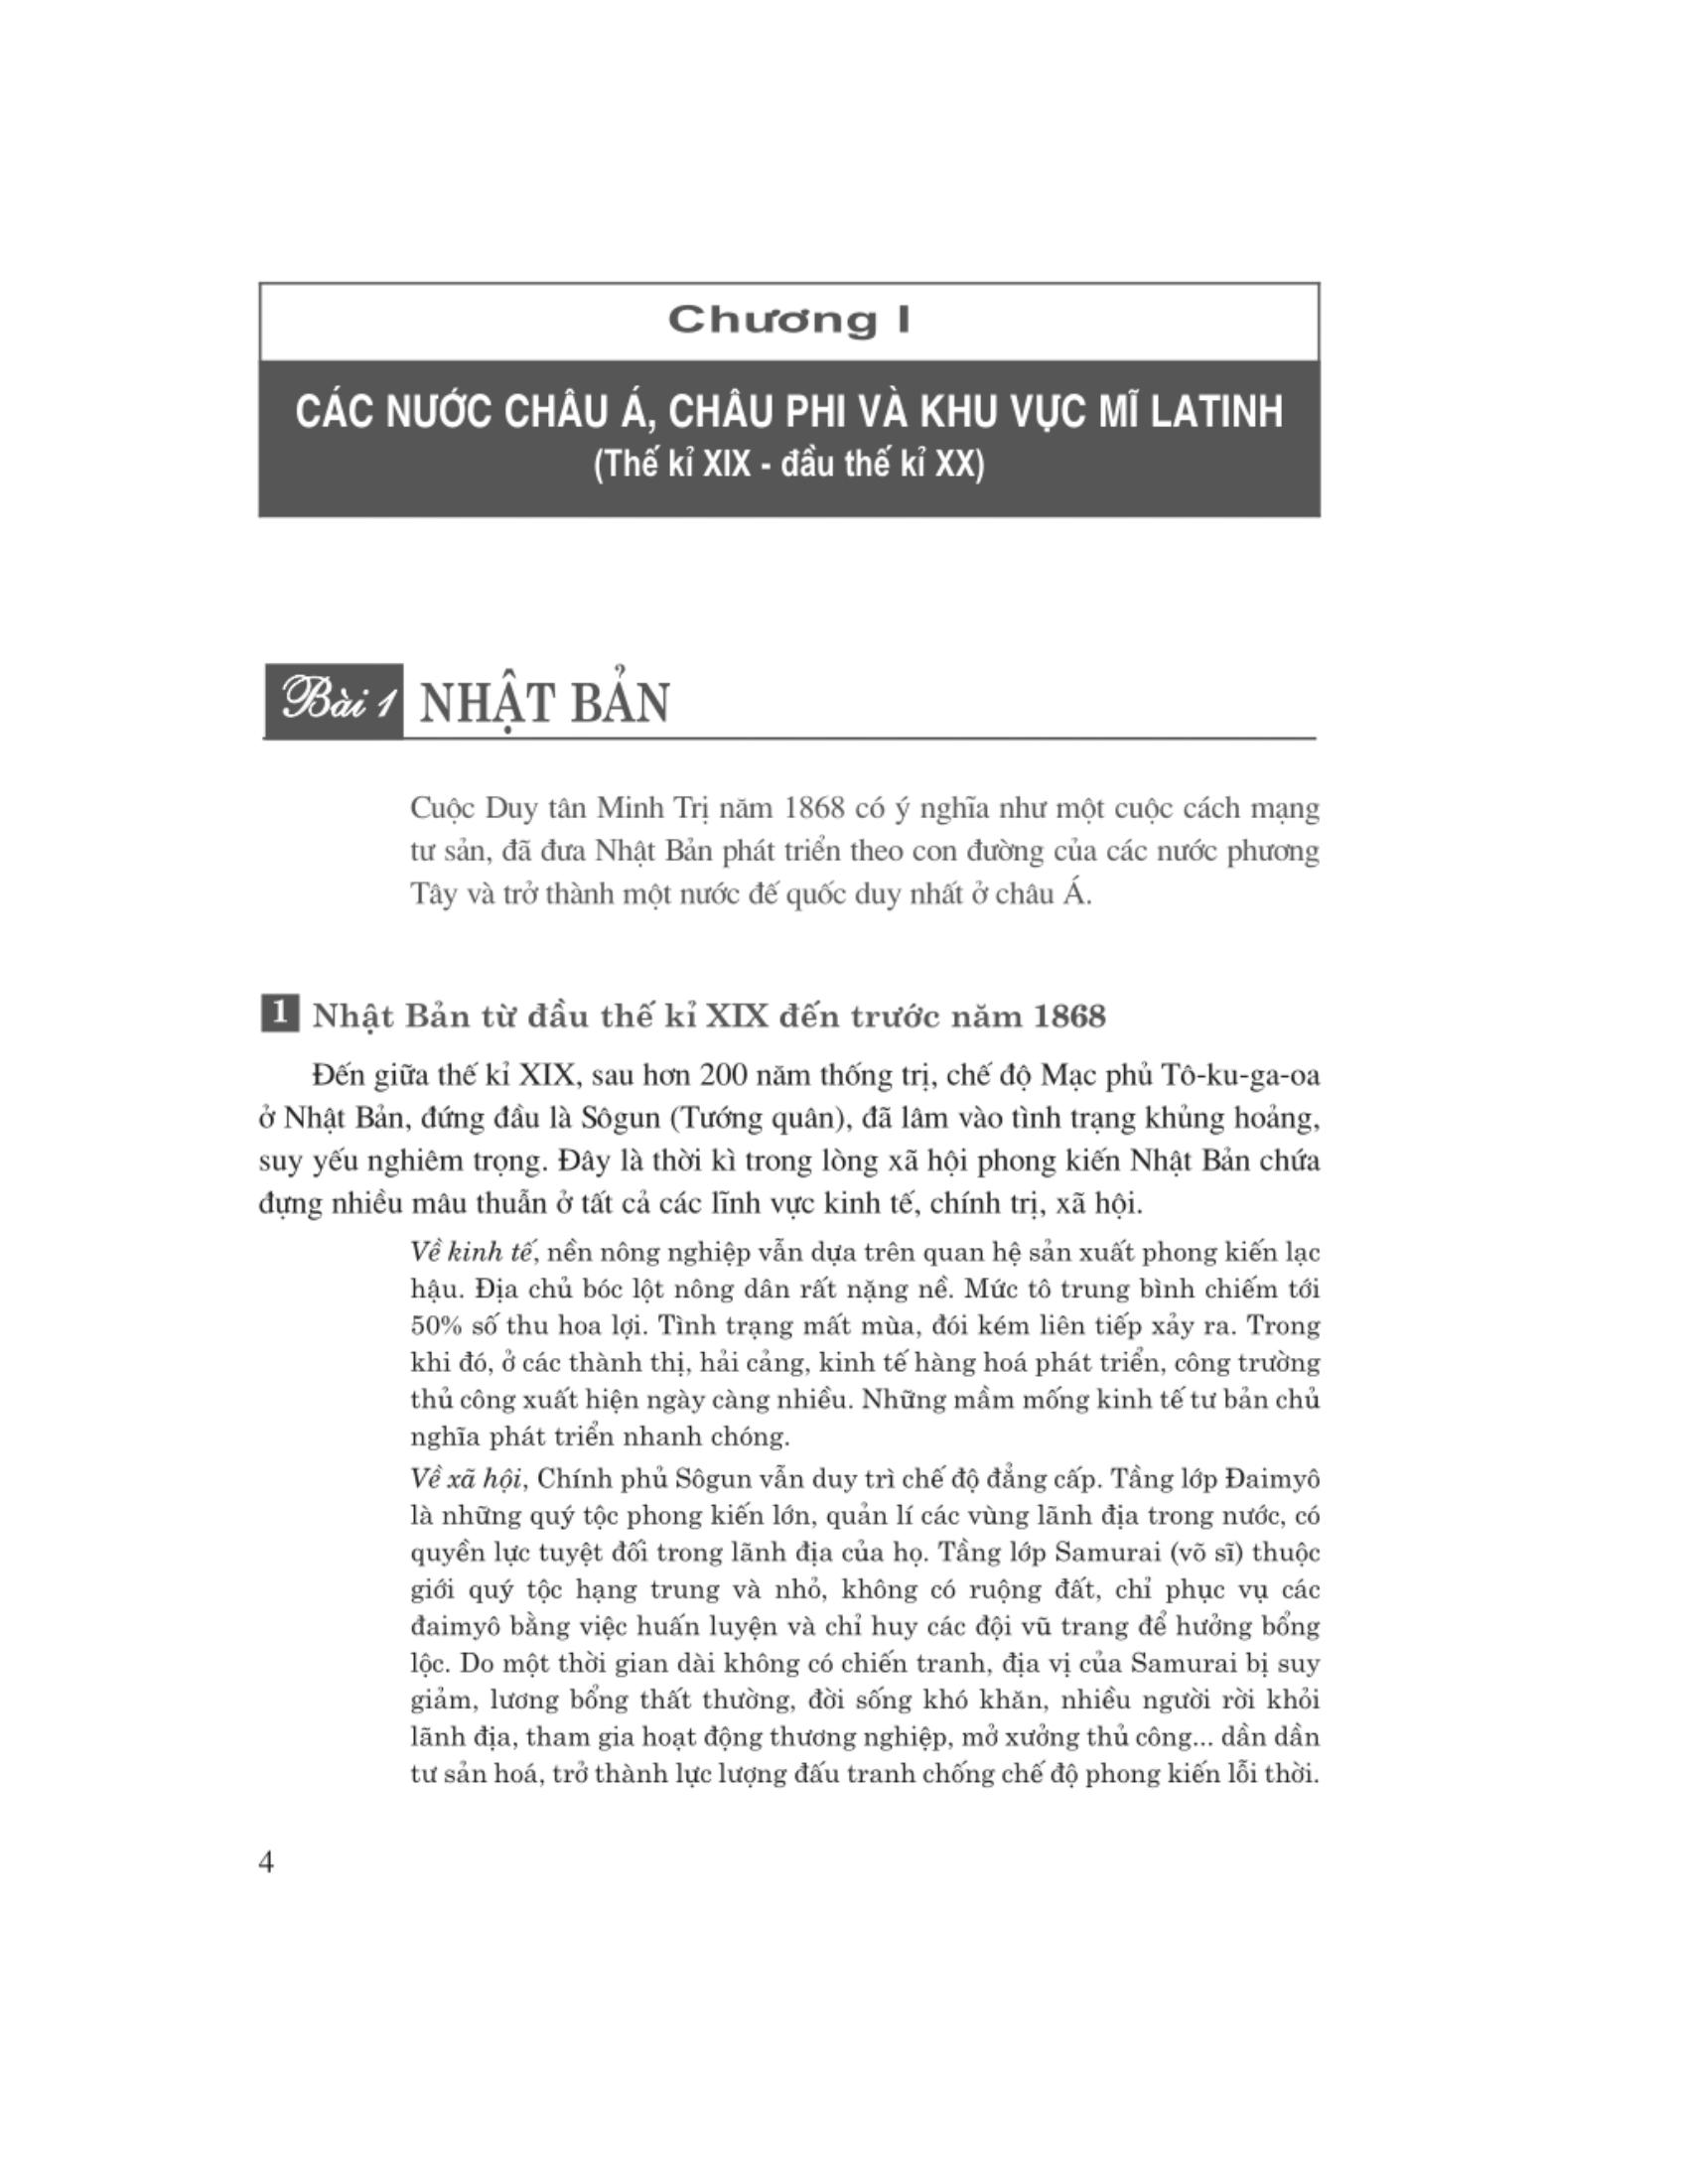 Chương I
CÁC NƯỚC CHÂU Á, CHÂU PHI VÀ KHU VỰC MĨ LATINH
(Thế kỉ XIX - đầu thế kỉ XX)
Bài 1 NHẬT BẢN
Cuộc Duy tân Minh Trị năm 1868 có ý nghĩa như một cuộc cách mạng
tư sản, đã đưa Nhật Bản phát triển theo con đường của các nước phương
Tây và trở thành một nước đế quốc duy nhất ở châu Á.
1 Nhật Bản từ đầu thế kỉ XIX đến trước năm 1868
Đến giữa thế kỉ XIX, sau hơn 200 năm thống trị, chế độ Mạc phủ Tô-ku-ga-oa
ở Nhật Bản, đứng đầu là Sôgun (Tướng quân), đã lâm vào tình trạng khủng hoảng,
suy yếu nghiêm trọng. Đây là thời kì trong lòng xã hội phong kiến Nhật Bản chứa
đựng nhiều mâu thuẫn ở tất cả các lĩnh vực kinh tế, chính trị, xã hội.
Về kinh tế, nền nông nghiệp vẫn dựa trên quan hệ sản xuất phong kiến lạc
hậu. Địa chủ bóc lột nông dân rất nặng nề. Mức tô trung bình chiếm tới
50% số thu hoa lợi. Tình trạng mất mùa, đói kém liên tiếp xảy ra. Trong
khi đó, ở các thành thị, hải cảng, kinh tế hàng hoá phát triển, công trường
thủ công xuất hiện ngày càng nhiều. Những mầm mống kinh tế tư bản chủ
nghĩa phát triển nhanh chóng.
Về xã hội, Chính phủ Sôgun vẫn duy trì chế độ đẳng cấp. Tầng lớp Đaimyô
là những quý tộc phong kiến lớn, quản lí các vùng lãnh địa trong nước, có
quyền lực tuyệt đối trong lãnh địa của họ. Tầng lớp Samurai (võ sĩ) thuộc
giới quý tộc hạng trung và nhỏ, không có ruộng đất, chỉ phục vụ các
đaimyô bằng việc huấn luyện và chỉ huy các đội vũ trang để hưởng bổng
lộc. Do một thời gian dài không có chiến tranh, địa vị của Samurai bị suy
giảm, lương bổng thất thường, đời sống khó khăn, nhiều người rời khỏi
lãnh địa, tham gia hoạt động thương nghiệp, mở xưởng thủ công... dần dần
tư sản hoá, trở thành lực lượng đấu tranh chống chế độ phong kiến lỗi thời.
4